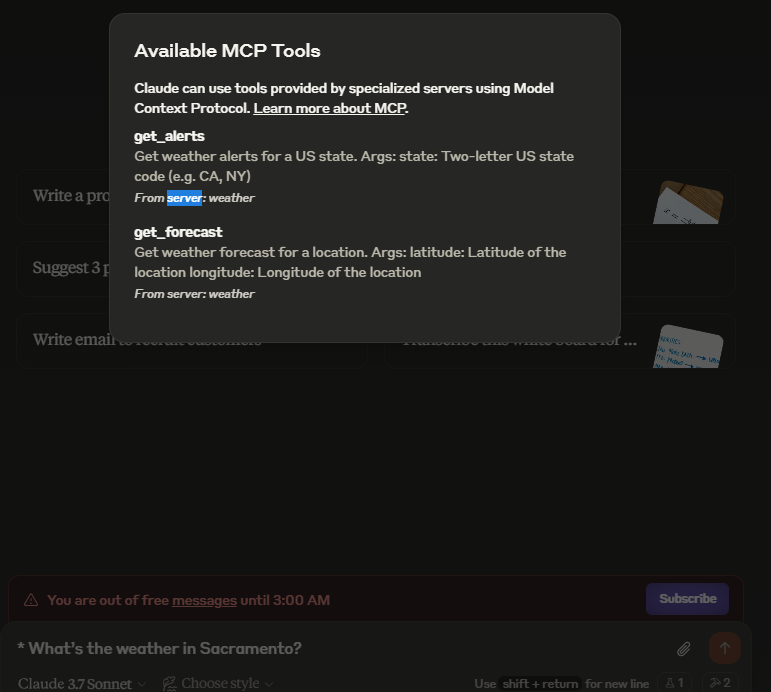 Available MCP Tools
Claude can use tools provided by specialized servers using Model
Context Protocol. Learn more about MCP.
get_alerts
Get weather alerts for a US state. Args: state: Two-letter US state
code (e.g. CA, NY)
From server: weather
get_forecast
Get weather forecast for a location. Args: latitude: Latitude of the
location longitude: Longitude of the location
From server: weather
Write a pro
Suggest 3 p
Write email to recruit customers
Transcribe this white board for ...
You are out of free messages until 3:00 AM
Subscribe
* What's the weather in Sacramento?
Claude 3.7 Sonnet
Choose style
Use shift + return for new line
1
2